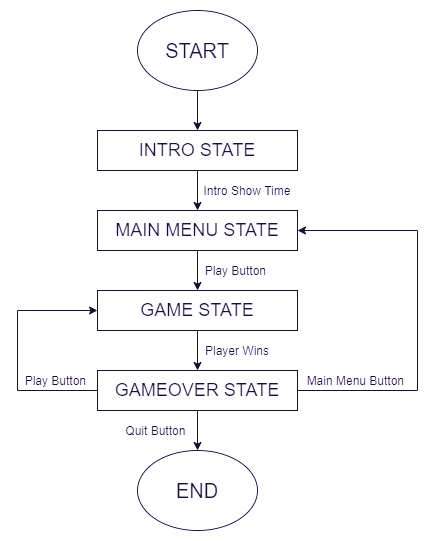 START
INTRO STATE
Intro Show Time
MAIN MENU STATE
Play Button
GAME STATE
Player Wins
Play Button
GAMEOVER STATE
Main Menu Button
Quit Button
END